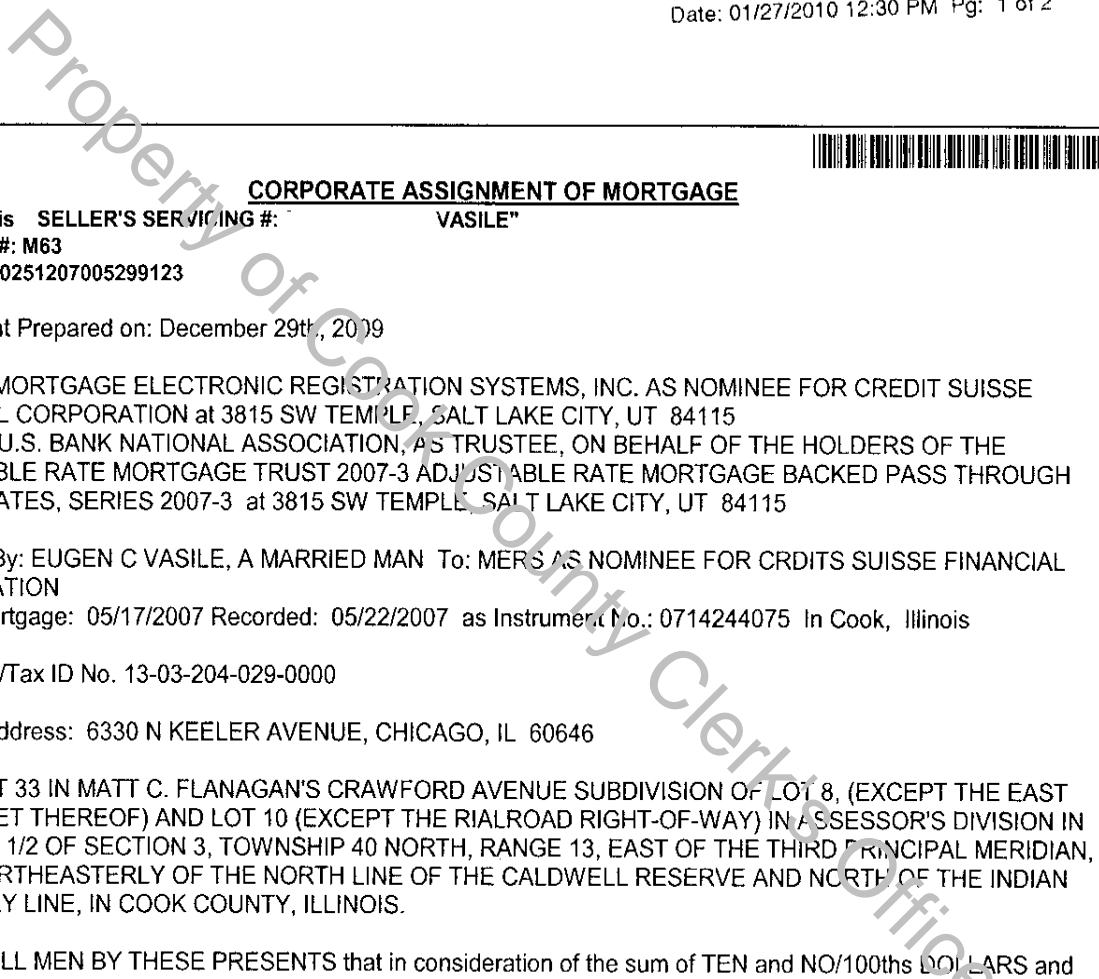 Date: 01/27/2010 12:30 PM Pg: 1 of 2
CORPORATE ASSIGNMENT OF MORTGAGE
is SELLER'S SERVICING #: VASILE"
#: M63
0251207005299123
t Prepared on: December 29th, 2009
MORTGAGE ELECTRONIC REGISTRATION SYSTEMS, INC. AS NOMINEE FOR CREDIT SUISSE
L CORPORATION at 3815 SW TEMPLE, SALT LAKE CITY, UT 84115
U.S. BANK NATIONAL ASSOCIATION, AS TRUSTEE, ON BEHALF OF THE HOLDERS OF THE
BLE RATE MORTGAGE TRUST 2007-3 ADJUSTABLE RATE MORTGAGE BACKED PASS THROUGH
ATES, SERIES 2007-3 at 3815 SW TEMPLE, SALT LAKE CITY, UT 84115
By: EUGEN C VASILE, A MARRIED MAN To: MERS AS NOMINEE FOR CRDITS SUISSE FINANCIAL
ATION
rtgage: 05/17/2007 Recorded: 05/22/2007 as Instrument No.: 0714244075 In Cook, Illinois
/Tax ID No. 13-03-204-029-0000
ddress: 6330 N KEELER AVENUE, CHICAGO, IL 60646
T 33 IN MATT C. FLANAGAN'S CRAWFORD AVENUE SUBDIVISION OF LOT 8, (EXCEPT THE EAST
ET THEREOF) AND LOT 10 (EXCEPT THE RIALROAD RIGHT-OF-WAY) IN ASSESSOR'S DIVISION IN
1/2 OF SECTION 3, TOWNSHIP 40 NORTH, RANGE 13, EAST OF THE THIRD PRINCIPAL MERIDIAN,
RTHEASTERLY OF THE NORTH LINE OF THE CALDWELL RESERVE AND NORTH OF THE INDIAN
Y LINE, IN COOK COUNTY, ILLINOIS.
LL MEN BY THESE PRESENTS that in consideration of the sum of TEN and NO/100ths DOLLARS and
Property of Cook County Clerk's Offic